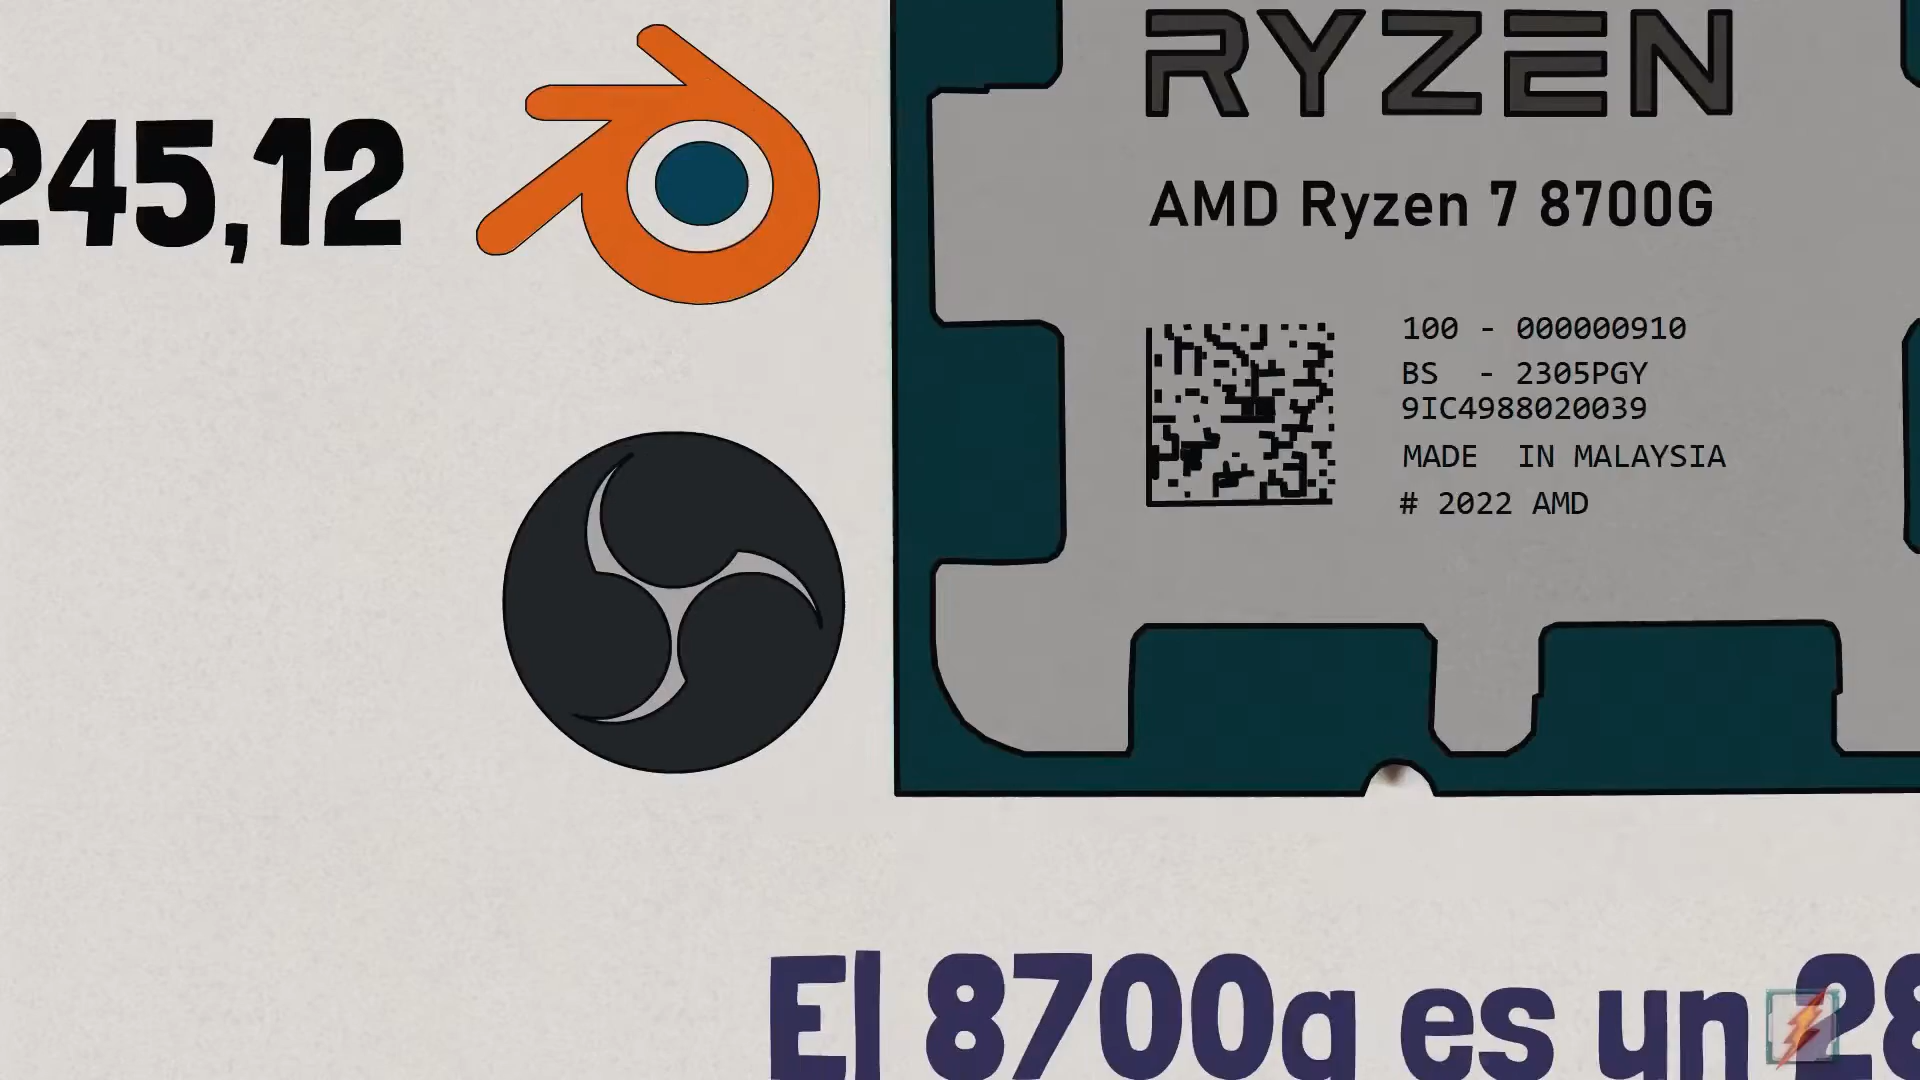 RYZEN
245,12
AMD Ryzen 7 8700G
100 - 000000910
BS - 2305PGY
9IC4988020039
MADE IN MALAYSIA
# 2022 AMD
El 8700g es un 28